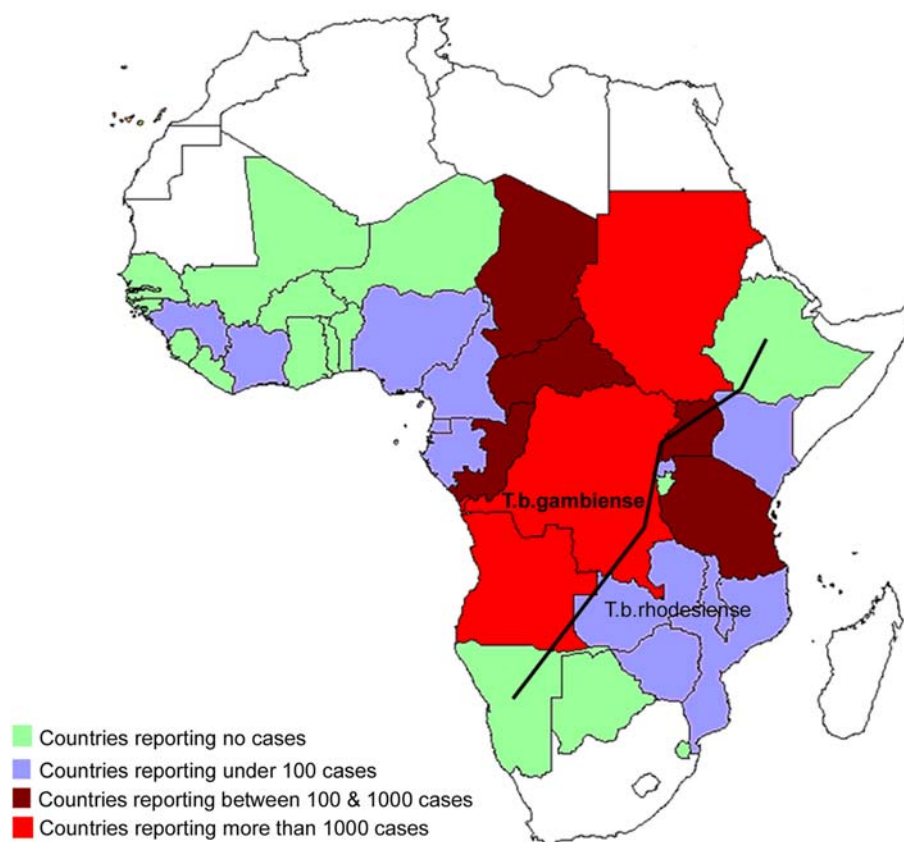 T.b.gambiense
T.b.rhodesiense
Countries reporting no cases
Countries reporting under 100 cases
Countries reporting between 100 & 1000 cases
Countries reporting more than 1000 cases